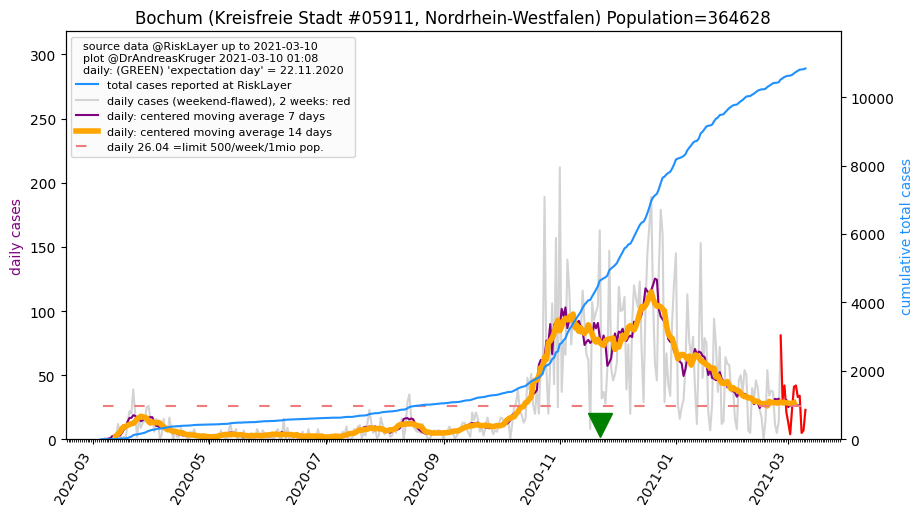 Bochum (Kreisfreie Stadt #05911, Nordrhein-Westfalen) Population=364628
source data @RiskLayer up to 2021-03-10
plot @DrAndreasKruger 2021-03-10 01:08
daily: (GREEN) 'expectation day' = 22.11.2020
total cases reported at RiskLayer
daily cases (weekend-flawed), 2 weeks: red
daily: centered moving average 7 days
daily: centered moving average 14 days
daily 26.04 =limit 500/week/1mio pop.
daily cases
300
250
200
150
100
50
0
cumulative total cases
10000
8000
6000
4000
2000
0
2020-03
2020-05
2020-07
2020-09
2020-11
2021-01
2021-03